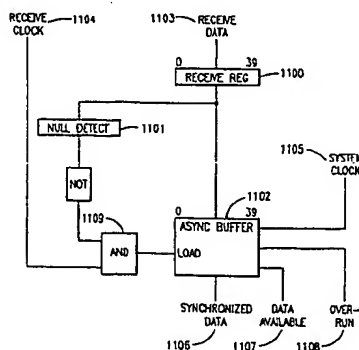 RECEIVE
CLOCK
1104
1103
RECEIVE
DATA
0 39
RECEIVE REG
1100
NULL DETECT
1101
1105
SYSTEM
CLOCK
NOT
1102
1109
0 39
ASYNC BUFFER
AND
LOAD
SYNCHRONIZED
DATA
DATA
AVAILABLE
OVER-
RUN
1106
1107
1108